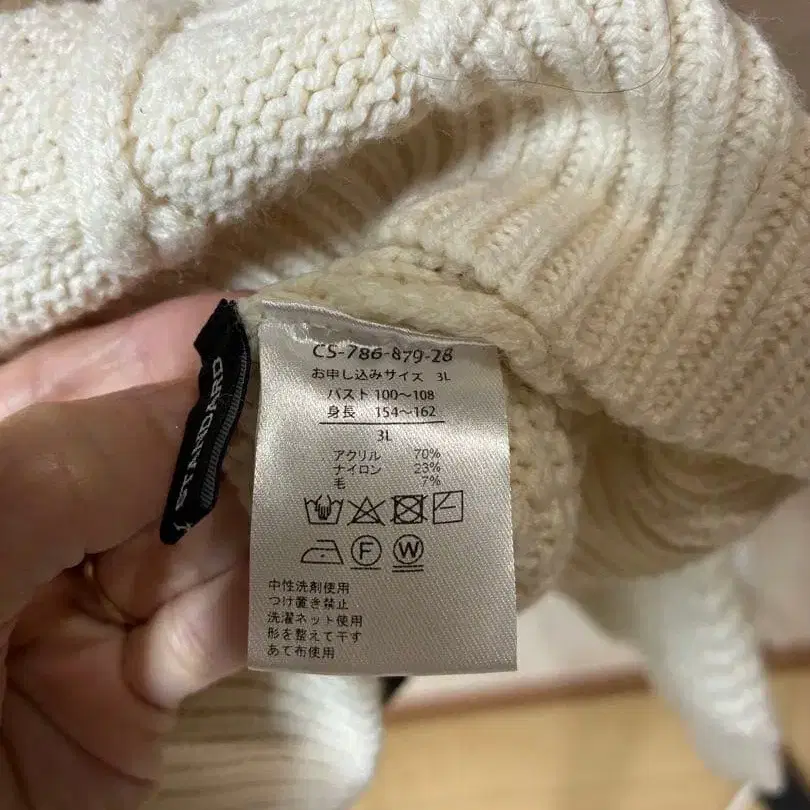 STANDARD
CS-786-879-28
お申し込みサイズ 3L
バスト 100～108
身長 154～162
3L
アクリル 70%
ナイロン 23%
毛 7%
F W
中性洗剤使用
つけ置き禁止
洗濯ネット使用
形を整えて干す
あて布使用